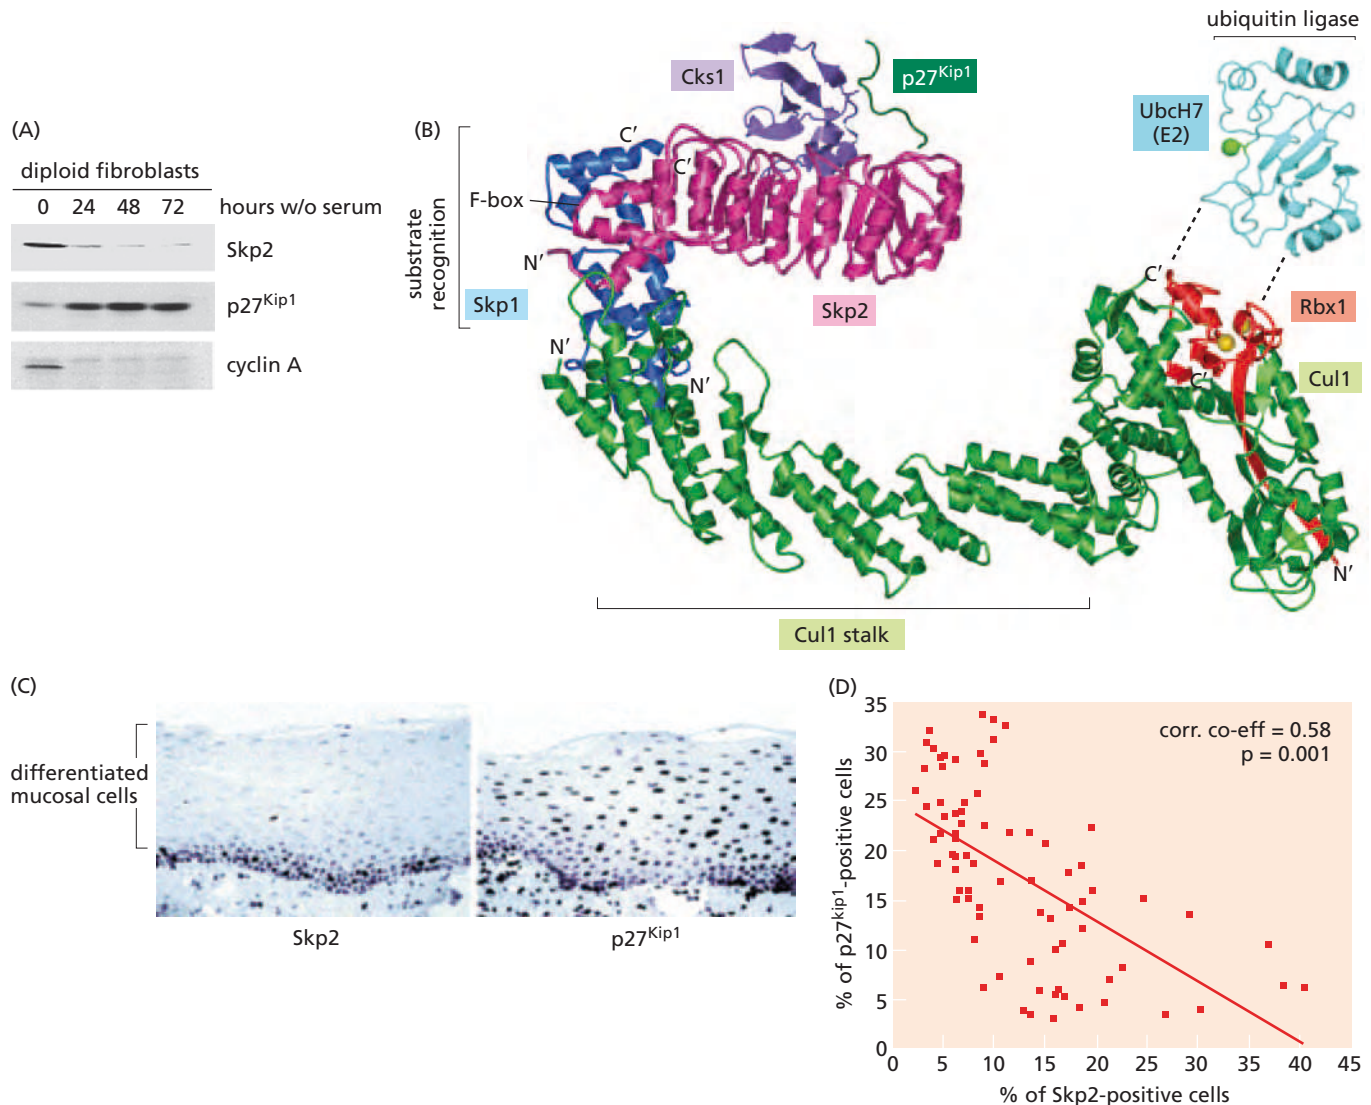 (A)
diploid fibroblasts
0 24 48 72 hours w/o serum
Skp2
p27Kip1
cyclin A
(B)
substrate
recognition
F-box
Cks1
p27Kip1
C′
C′
N′
Skp1
Skp2
N′
N′
ubiquitin ligase
UbcH7
(E2)
C′
Rbx1
Cul1
C′
N′
Cul1 stalk
(C)
differentiated
mucosal cells
Skp2
p27Kip1
(D)
% of p27kip1-positive cells
35
30
25
20
15
10
5
0
corr. co-eff = 0.58
p = 0.001
0 5 10 15 20 25 30 35 40 45
% of Skp2-positive cells